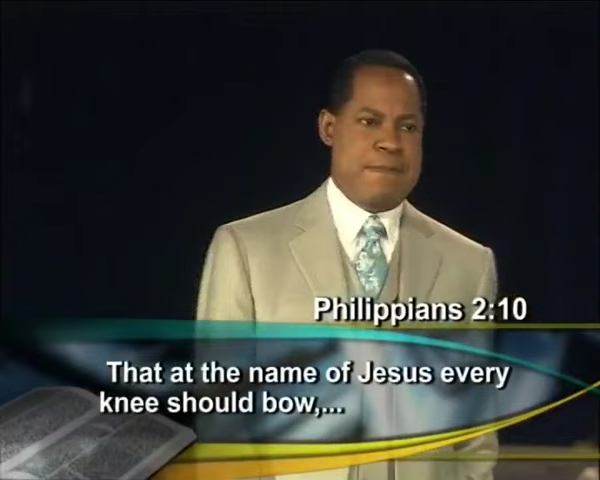 Philippians 2:10
That at the name of Jesus every
knee should bow,...